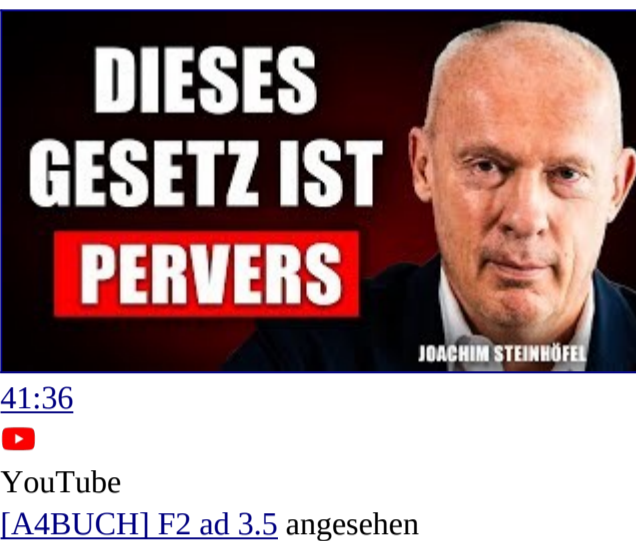 DIESES
GESETZ IST
PERVERS
JOACHIM STEINHÖFEL
41:36
YouTube
[A4BUCH] F2 ad 3.5 angesehen